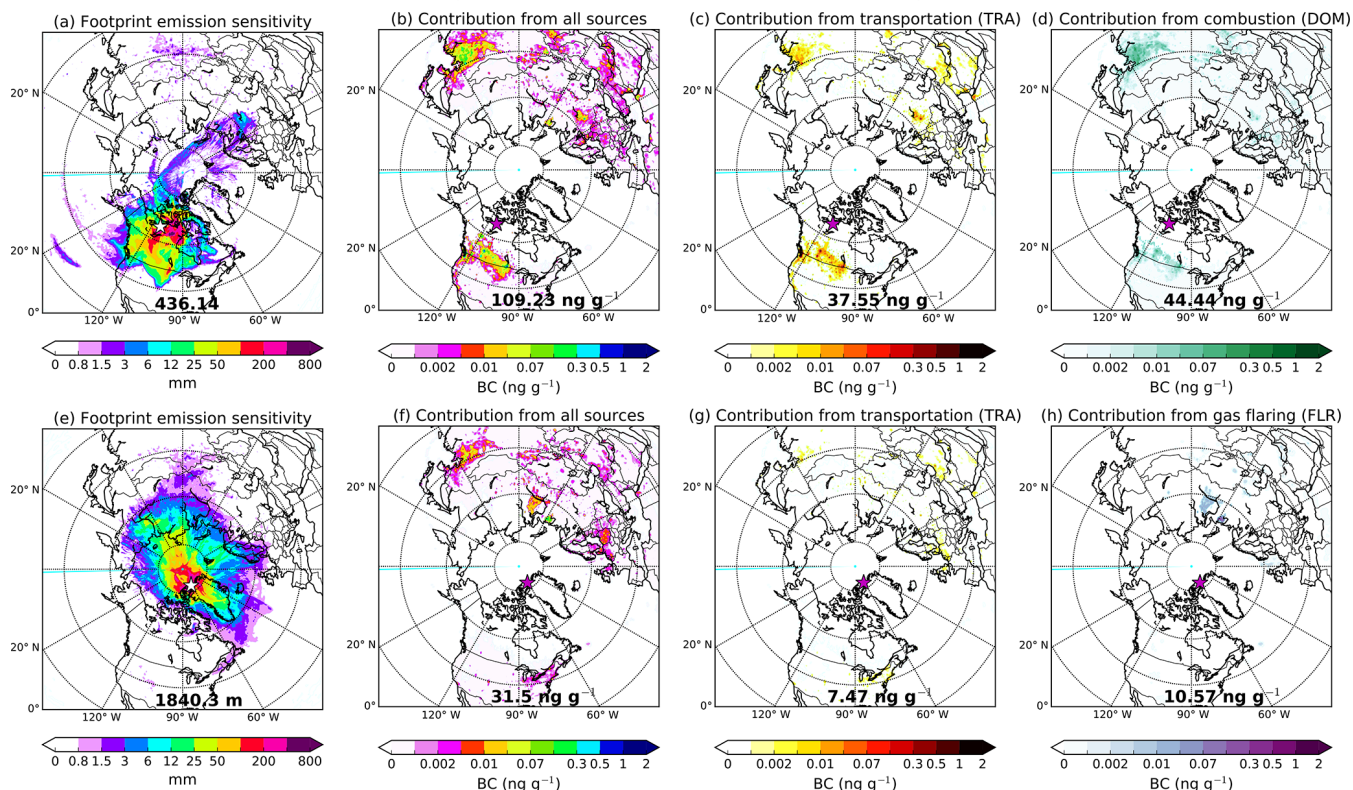 (a) Footprint emission sensitivity
(b) Contribution from all sources
(c) Contribution from transportation (TRA)
(d) Contribution from combustion (DOM)
20° N
20° N
0°
120° W
90° W
60° W
436.14
20° N
20° N
0°
120° W
90° W
60° W
109.23 ng g⁻¹
20° N
20° N
0°
120° W
90° W
60° W
37.55 ng g⁻¹
20° N
20° N
0°
120° W
90° W
60° W
44.44 ng g⁻¹
0 0.8 1.5 3 6 12 25 50 200 800
mm
0 0.002 0.01 0.07 0.3 0.5 1 2
BC (ng g⁻¹)
0 0.002 0.01 0.07 0.3 0.5 1 2
BC (ng g⁻¹)
0 0.002 0.01 0.07 0.3 0.5 1 2
BC (ng g⁻¹)
(e) Footprint emission sensitivity
(f) Contribution from all sources
(g) Contribution from transportation (TRA)
(h) Contribution from gas flaring (FLR)
20° N
20° N
0°
120° W
90° W
60° W
1840.3 m
20° N
20° N
0°
120° W
90° W
60° W
31.5 ng g⁻¹
20° N
20° N
0°
120° W
90° W
60° W
7.47 ng g⁻¹
20° N
20° N
0°
120° W
90° W
60° W
10.57 ng g⁻¹
0 0.8 1.5 3 6 12 25 50 200 800
mm
0 0.002 0.01 0.07 0.3 0.5 1 2
BC (ng g⁻¹)
0 0.002 0.01 0.07 0.3 0.5 1 2
BC (ng g⁻¹)
0 0.002 0.01 0.07 0.3 0.5 1 2
BC (ng g⁻¹)